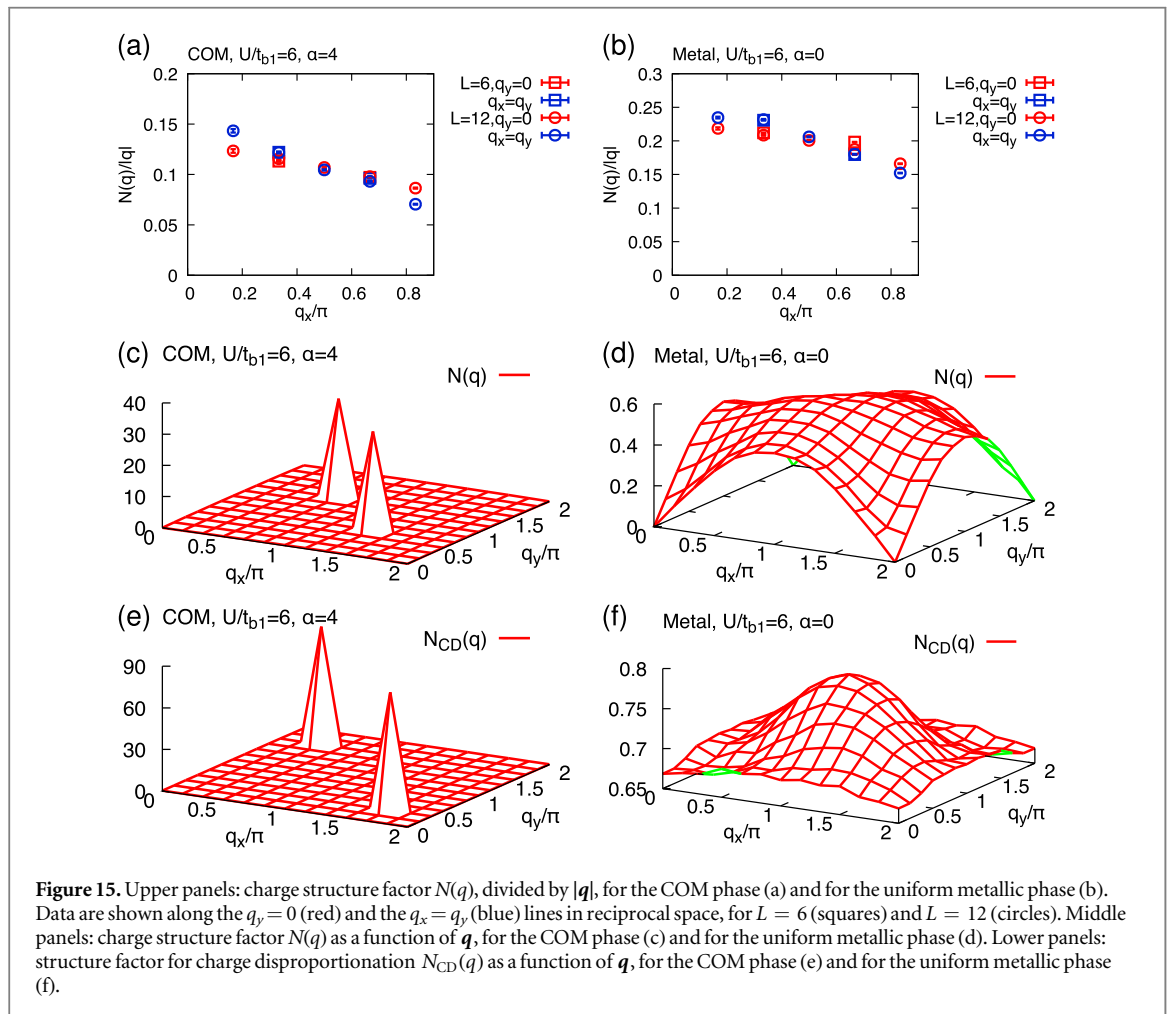 (a) COM, U/t_b1=6, α=4
N(q)/|q|
0.2
0.15
0.1
0.05
0
0 0.2 0.4 0.6 0.8
q_x/π
L=6,q_y=0
q_x=q_y
L=12,q_y=0
q_x=q_y
(b) Metal, U/t_b1=6, α=0
N(q)/|q|
0.3
0.25
0.2
0.15
0.1
0.05
0
0 0.2 0.4 0.6 0.8
q_x/π
L=6,q_y=0
q_x=q_y
L=12,q_y=0
q_x=q_y
(c) COM, U/t_b1=6, α=4
N(q)
40
30
20
10
0
0 0.5 1 1.5 2
q_x/π
0 0.5 1 1.5 2
q_y/π
(d) Metal, U/t_b1=6, α=0
N(q)
0.6
0.4
0.2
0
0 0.5 1 1.5 2
q_x/π
0 0.5 1 1.5 2
q_y/π
(e) COM, U/t_b1=6, α=4
N_CD(q)
90
60
30
0
0 0.5 1 1.5 2
q_x/π
0 0.5 1 1.5 2
q_y/π
(f) Metal, U/t_b1=6, α=0
N_CD(q)
0.8
0.75
0.7
0.65
0 0.5 1 1.5 2
q_x/π
0 0.5 1 1.5 2
q_y/π
Figure 15. Upper panels: charge structure factor N(q), divided by |q|, for the COM phase (a) and for the uniform metallic phase (b).
Data are shown along the q_y = 0 (red) and the q_x = q_y (blue) lines in reciprocal space, for L = 6 (squares) and L = 12 (circles). Middle
panels: charge structure factor N(q) as a function of q, for the COM phase (c) and for the uniform metallic phase (d). Lower panels:
structure factor for charge disproportionation N_CD(q) as a function of q, for the COM phase (e) and for the uniform metallic phase
(f).